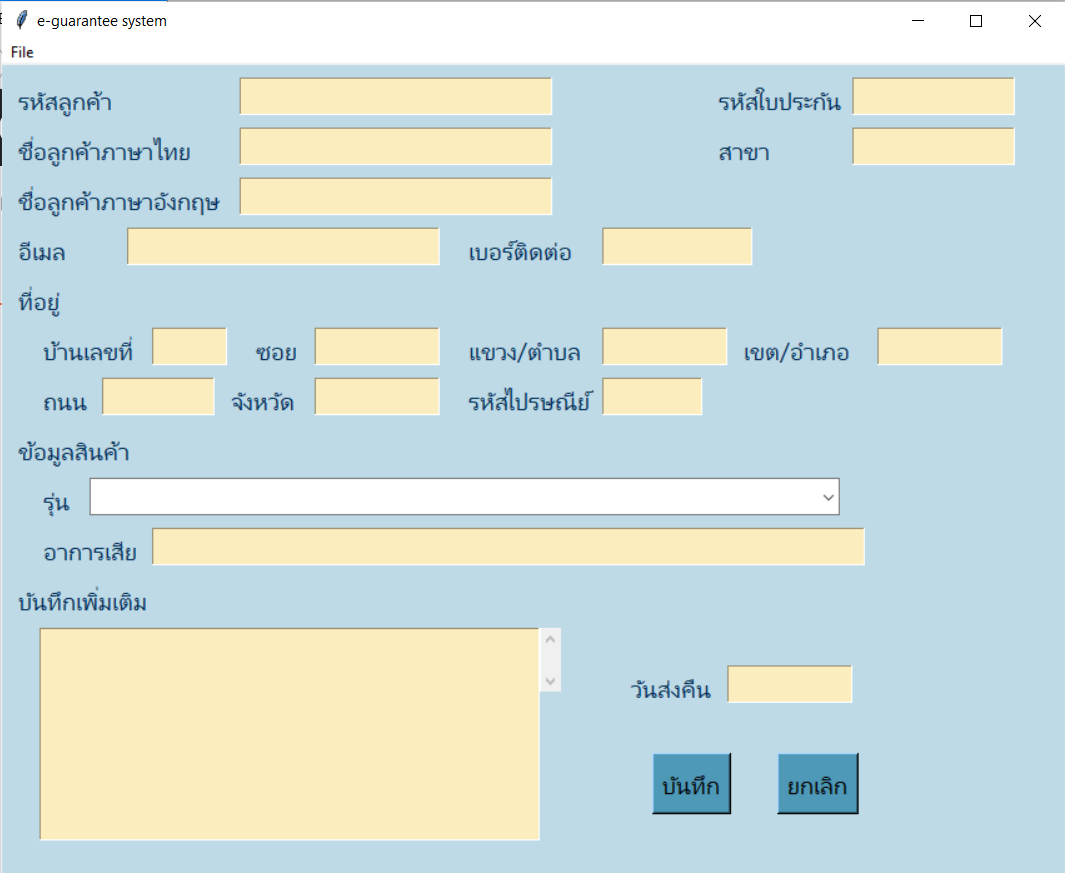 e-guarantee system
File
รหัสลูกค้า รหัสใบประกัน
ชื่อลูกค้าภาษาไทย สาขา
ชื่อลูกค้าภาษาอังกฤษ
อีเมล เบอร์ติดต่อ
ที่อยู่
บ้านเลขที่ ซอย แขวง/ตำบล เขต/อำเภอ
ถนน จังหวัด รหัสไปรษณีย์
ข้อมูลสินค้า
รุ่น
อาการเสีย
บันทึกเพิ่มเติม
วันส่งคืน
บันทึก ยกเลิก